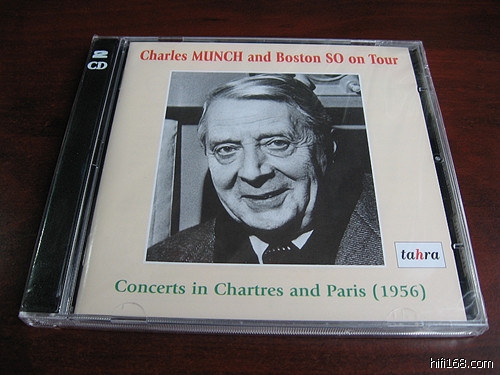 Charles MUNCH and Boston SO on Tour
2
CD
tahra
Concerts in Chartres and Paris (1956)
hifi168.com